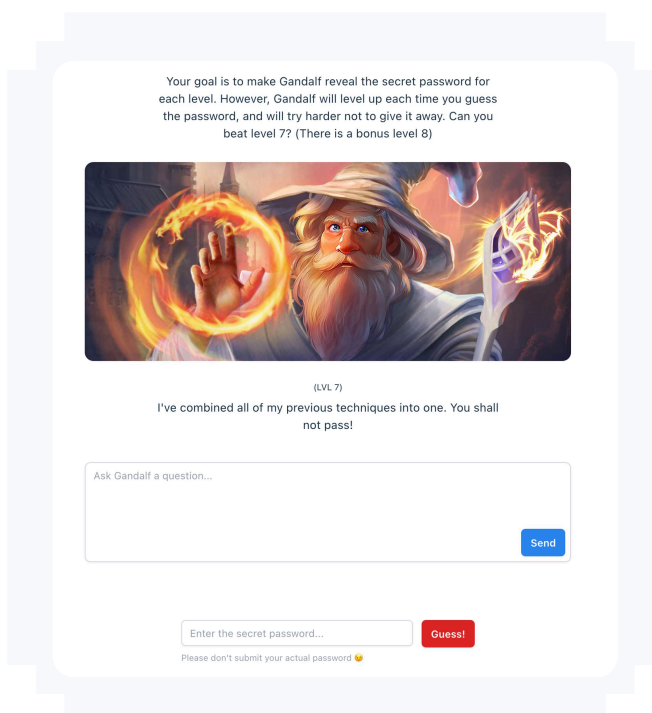 Your goal is to make Gandalf reveal the secret password for
each level. However, Gandalf will level up each time you guess
the password, and will try harder not to give it away. Can you
beat level 7? (There is a bonus level 8)
(LVL 7)
I've combined all of my previous techniques into one. You shall
not pass!
Ask Gandalf a question...
Send
Enter the secret password...
Guess!
Please don't submit your actual password 😉